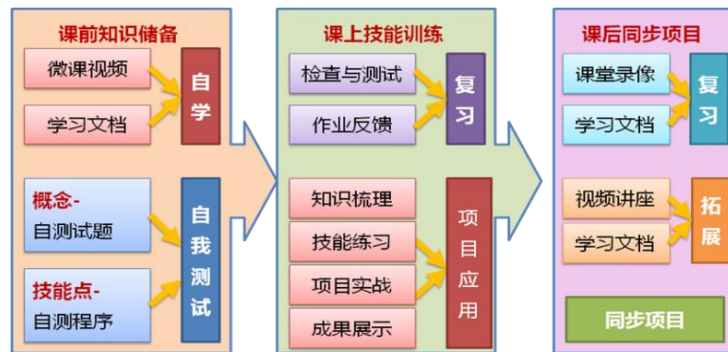 课前知识储备
微课视频
学习文档
自学
概念-
自测试题
技能点-
自测程序
自我测试
课上技能训练
检查与测试
作业反馈
复习
知识梳理
技能练习
项目实战
成果展示
项目应用
课后同步项目
课堂录像
学习文档
复习
视频讲座
学习文档
拓展
同步项目